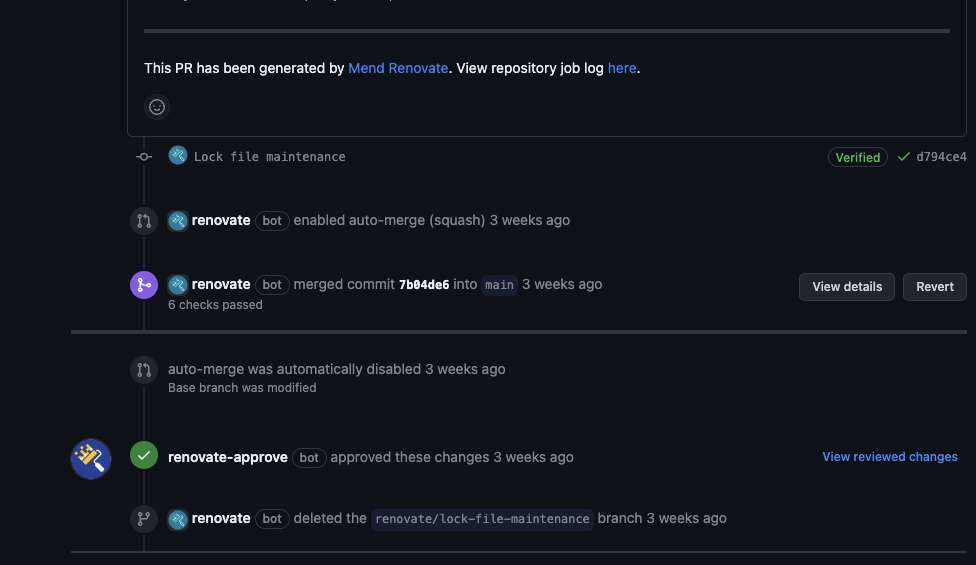 This PR has been generated by Mend Renovate. View repository job log here.
Lock file maintenance Verified d794ce4
renovate bot enabled auto-merge (squash) 3 weeks ago
renovate bot merged commit 7b04de6 into main 3 weeks ago View details Revert
6 checks passed
auto-merge was automatically disabled 3 weeks ago
Base branch was modified
renovate-approve bot approved these changes 3 weeks ago View reviewed changes
renovate bot deleted the renovate/lock-file-maintenance branch 3 weeks ago